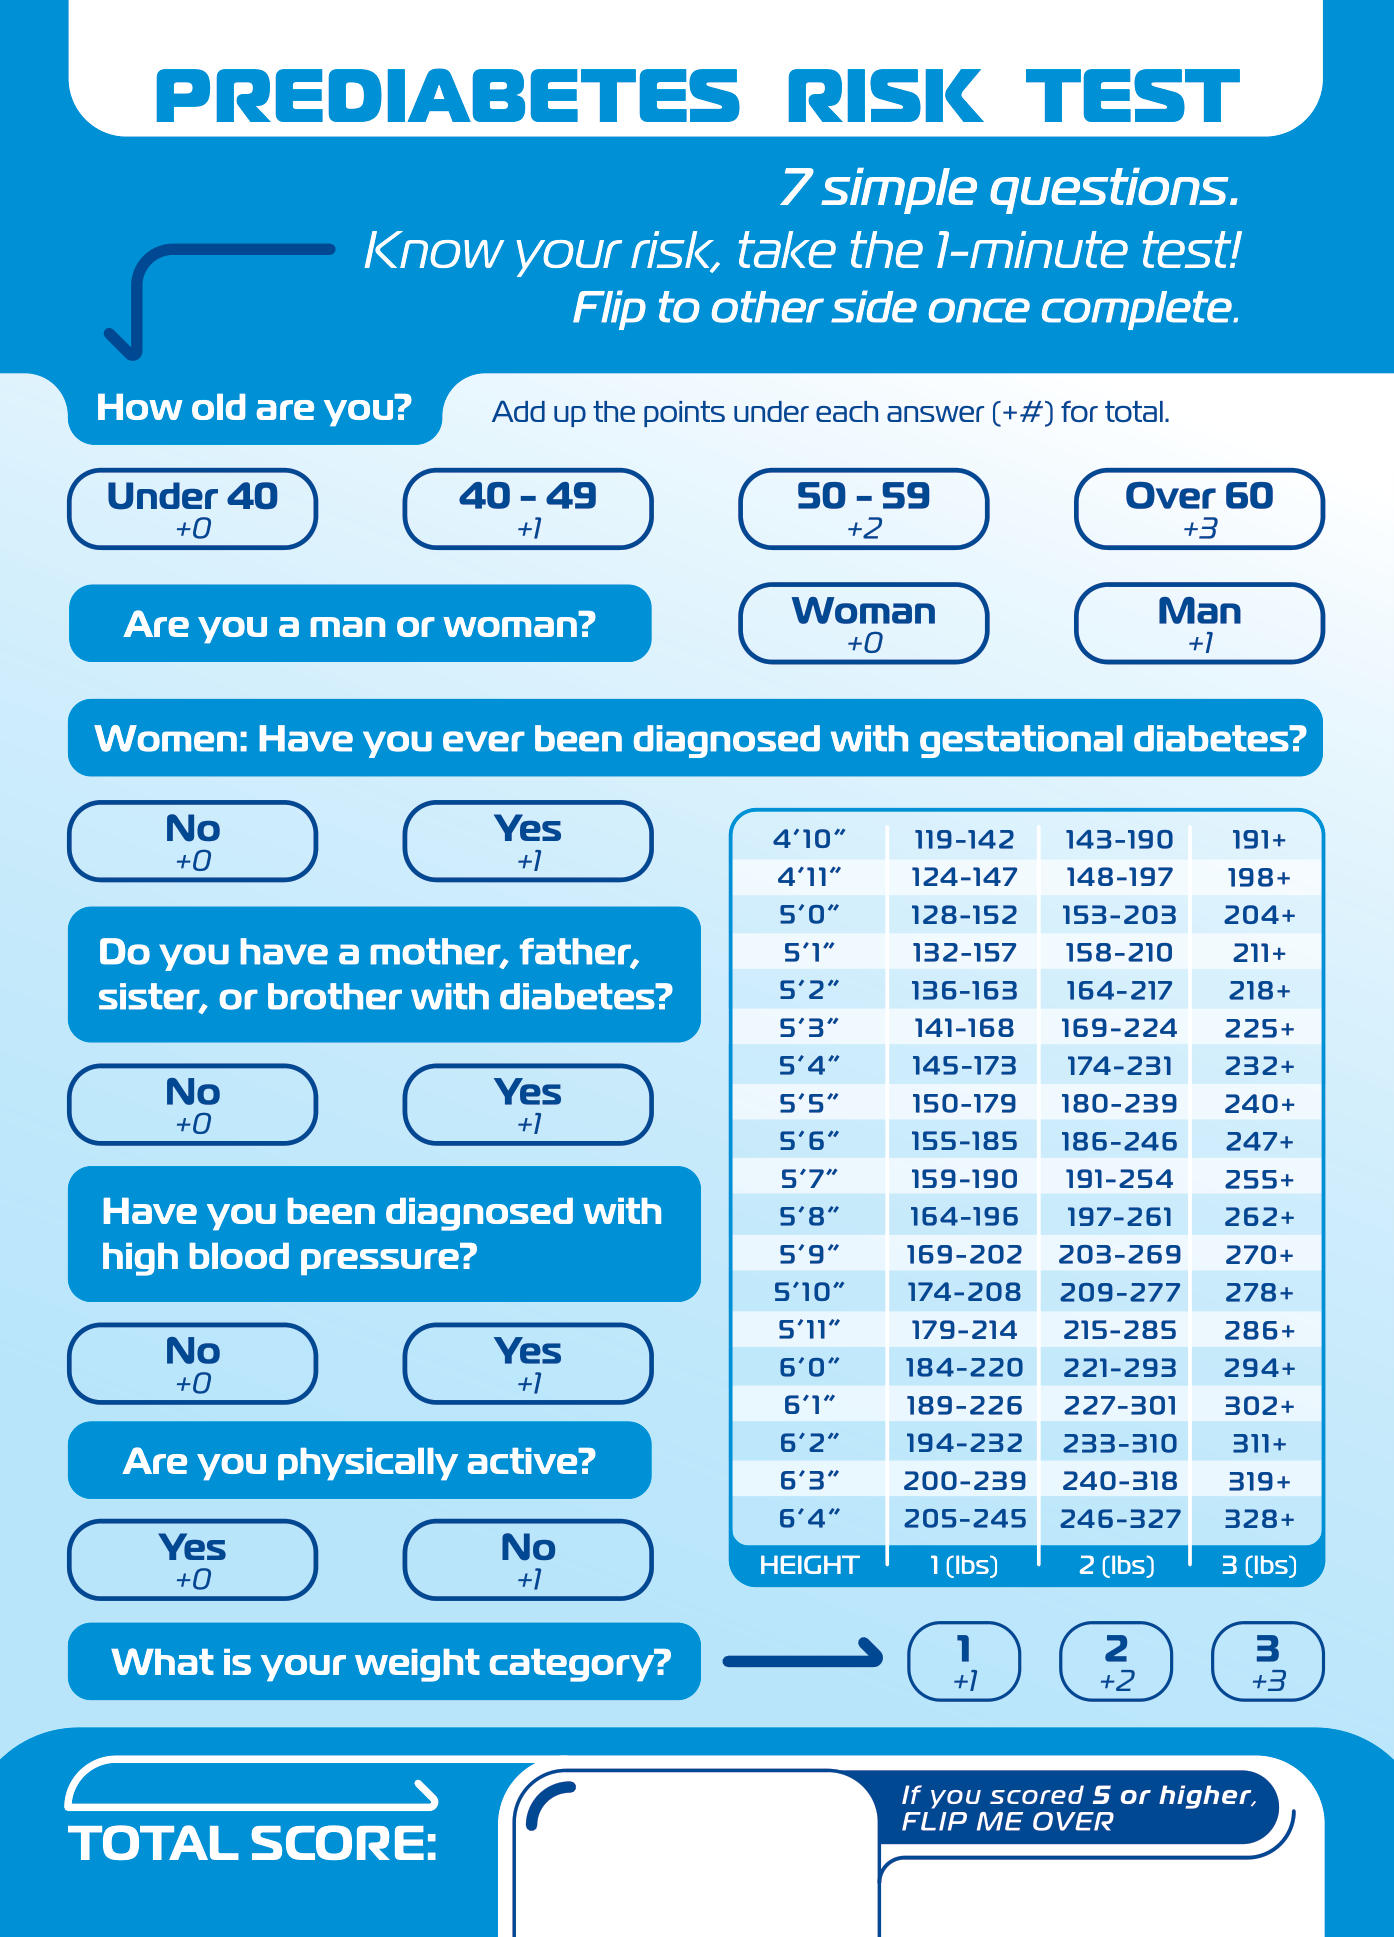 PREDIABETES RISK TEST
7 simple questions.
Know your risk, take the 1-minute test!
Flip to other side once complete.
How old are you?
Add up the points under each answer (+#) for total.
Under 40 40 - 49 50 - 59 Over 60
+0 +1 +2 +3
Are you a man or woman?
Woman Man
+0 +1
Women: Have you ever been diagnosed with gestational diabetes?
No Yes
+0 +1
Do you have a mother, father,
sister, or brother with diabetes?
No Yes
+0 +1
Have you been diagnosed with
high blood pressure?
No Yes
+0 +1
Are you physically active?
Yes No
+0 +1
4'10" 119-142 143-190 191+
4'11" 124-147 148-197 198+
5'0" 128-152 153-203 204+
5'1" 132-157 158-210 211+
5'2" 136-163 164-217 218+
5'3" 141-168 169-224 225+
5'4" 145-173 174-231 232+
5'5" 150-179 180-239 240+
5'6" 155-185 186-246 247+
5'7" 159-190 191-254 255+
5'8" 164-196 197-261 262+
5'9" 169-202 203-269 270+
5'10" 174-208 209-277 278+
5'11" 179-214 215-285 286+
6'0" 184-220 221-293 294+
6'1" 189-226 227-301 302+
6'2" 194-232 233-310 311+
6'3" 200-239 240-318 319+
6'4" 205-245 246-327 328+
HEIGHT 1 (lbs) 2 (lbs) 3 (lbs)
What is your weight category?
1 2 3
+1 +2 +3
TOTAL SCORE:
If you scored 5 or higher,
FLIP ME OVER